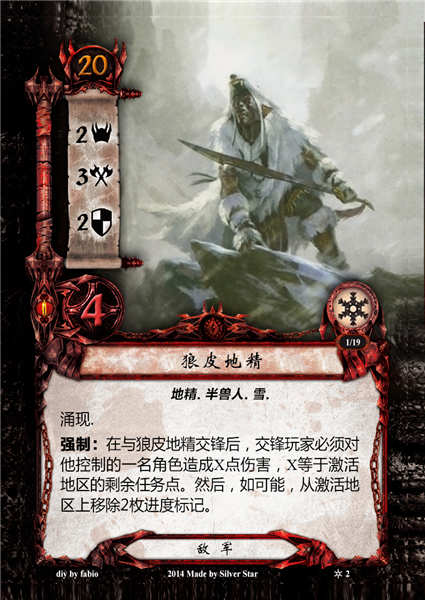 20
2
3
2
4
1/19
狼皮地精
地精. 半兽人. 雪.
涌现.
强制：在与狼皮地精交锋后，交锋玩家必须对
他控制的一名角色造成X点伤害，X等于激活
地区的剩余任务点。然后，如可能，从激活地
区上移除2枚进度标记。
敌军
diy by fabio 2014 Made by Silver Star 2